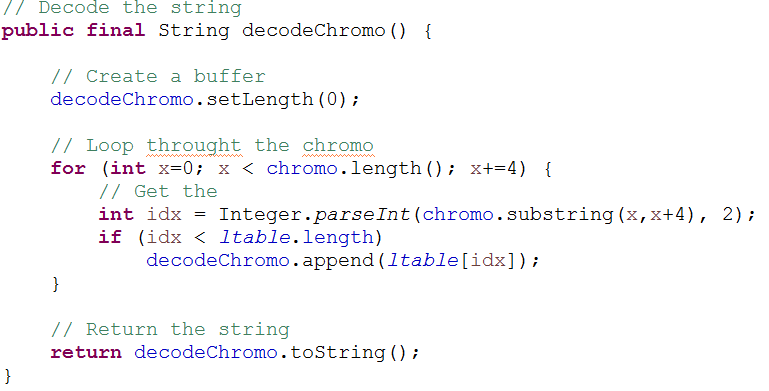 // Decode the string
public final String decodeChromo() {
// Create a buffer
decodeChromo.setLength(0);
// Loop throught the chromo
for (int x=0; x < chromo.length(); x+=4) {
// Get the
int idx = Integer.parseInt(chromo.substring(x,x+4), 2);
if (idx < ltable.length)
decodeChromo.append(ltable[idx]);
}
// Return the string
return decodeChromo.toString();
}